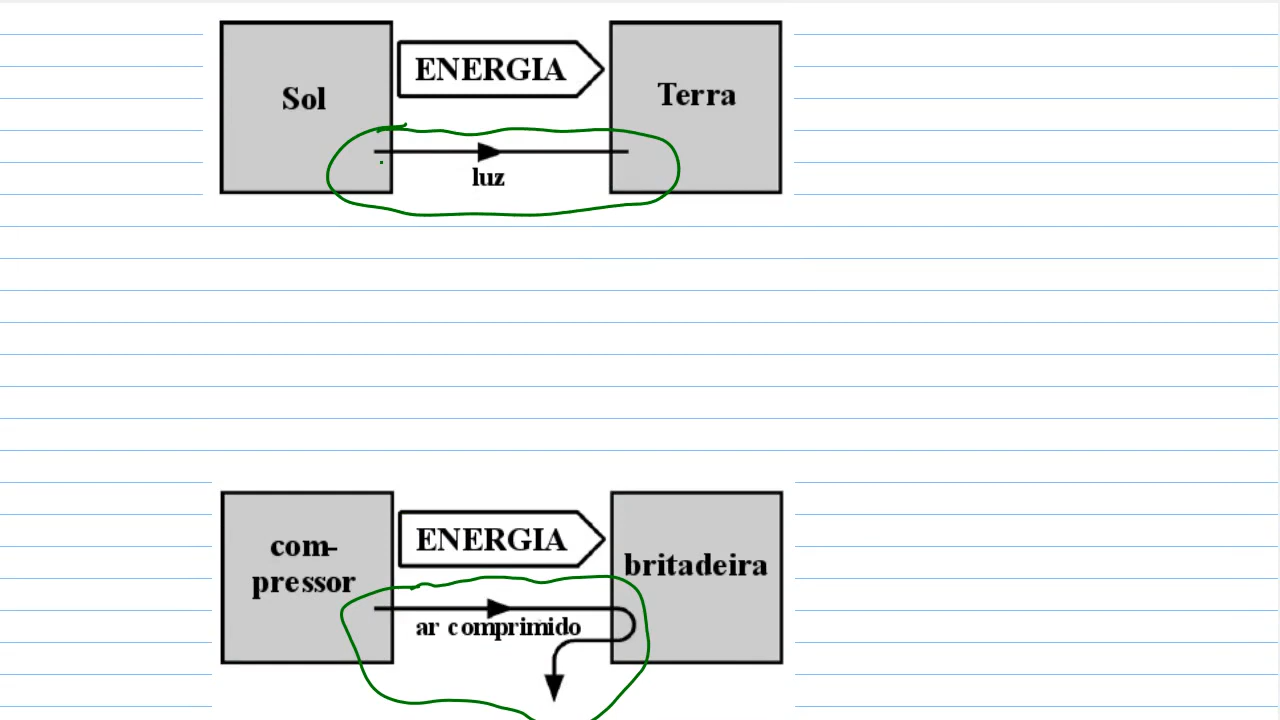 Sol
ENERGIA
Terra
luz
com-
pressor
ENERGIA
britadeira
ar comprimido